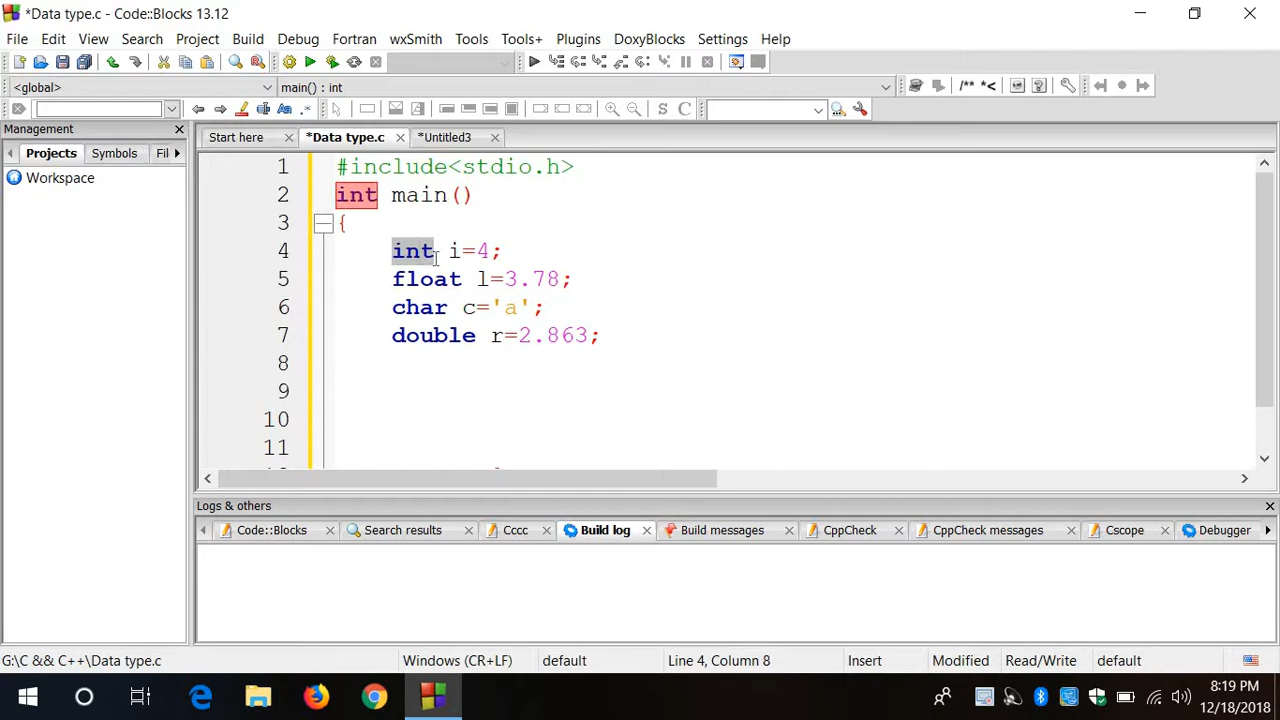 *Data type.c - Code::Blocks 13.12
File Edit View Search Project Build Debug Fortran wxSmith Tools Tools+ Plugins DoxyBlocks Settings Help
<global> main() : int
/** *<
S C
Management
Projects Symbols Fil
Workspace
Start here *Data type.c *Untitled3
1 #include<stdio.h>
2 int main()
3 {
4 int i=4;
5 float l=3.78;
6 char c='a';
7 double r=2.863;
8
9
10
11
Logs & others
Code::Blocks Search results Cccc Build log Build messages CppCheck CppCheck messages Cscope Debugger
G:\C && C++\Data type.c Windows (CR+LF) default Line 4, Column 8 Insert Modified Read/Write default
8:19 PM
12/18/2018